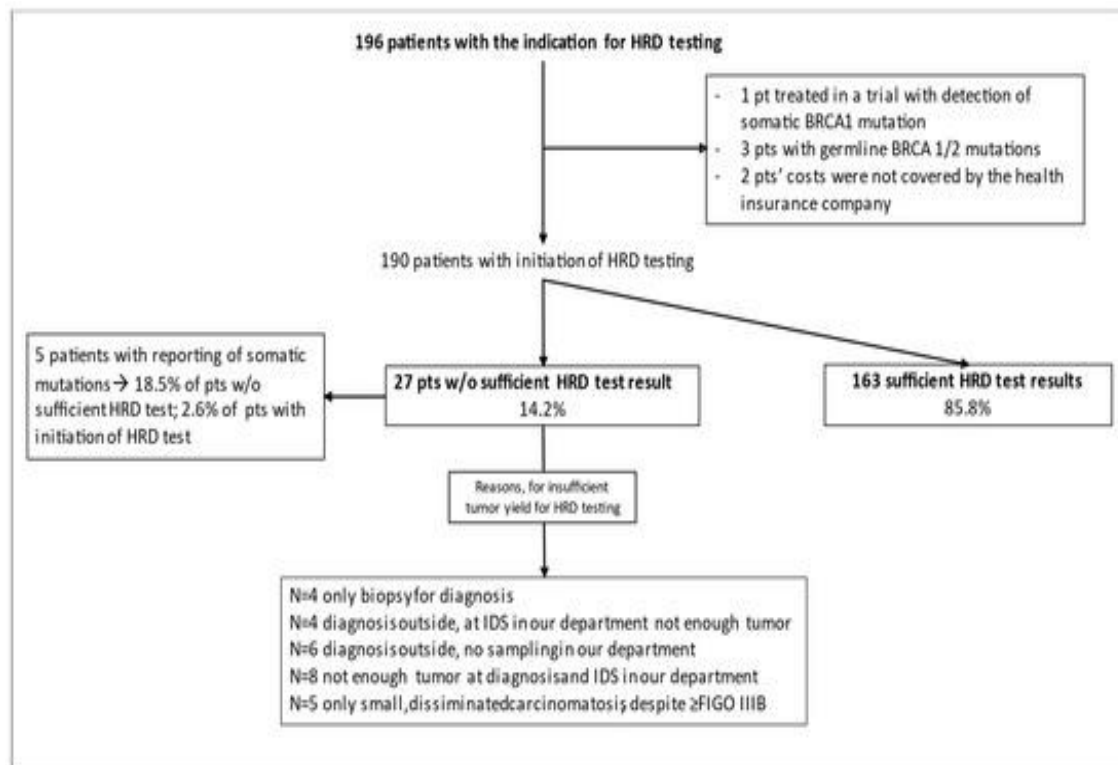 196 patients with the indication for HRD testing
- 1 pt treated in a trial with detection of
somatic BRCA1 mutation
- 3 pts with germline BRCA 1/2 mutations
- 2 pts' costs were not covered by the health
insurance company
190 patients with initiation of HRD testing
5 patients with reporting of somatic
mutations→ 18.5% of pts w/o
sufficient HRD test; 2.6% of pts with
initiation of HRD test
27 pts w/o sufficient HRD test result
14.2%
163 sufficient HRD test results
85.8%
Reasons, for insufficient
tumor yield for HRD testing
N=4 only biopsy for diagnosis
N=4 diagnosis outside, at IDS in our department not enough tumor
N=6 diagnosis outside, no sampling in our department
N=8 not enough tumor at diagnosis and IDS in our department
N=5 only small, dissiminated carcinomatosis, despite ≥FIGO IIIB